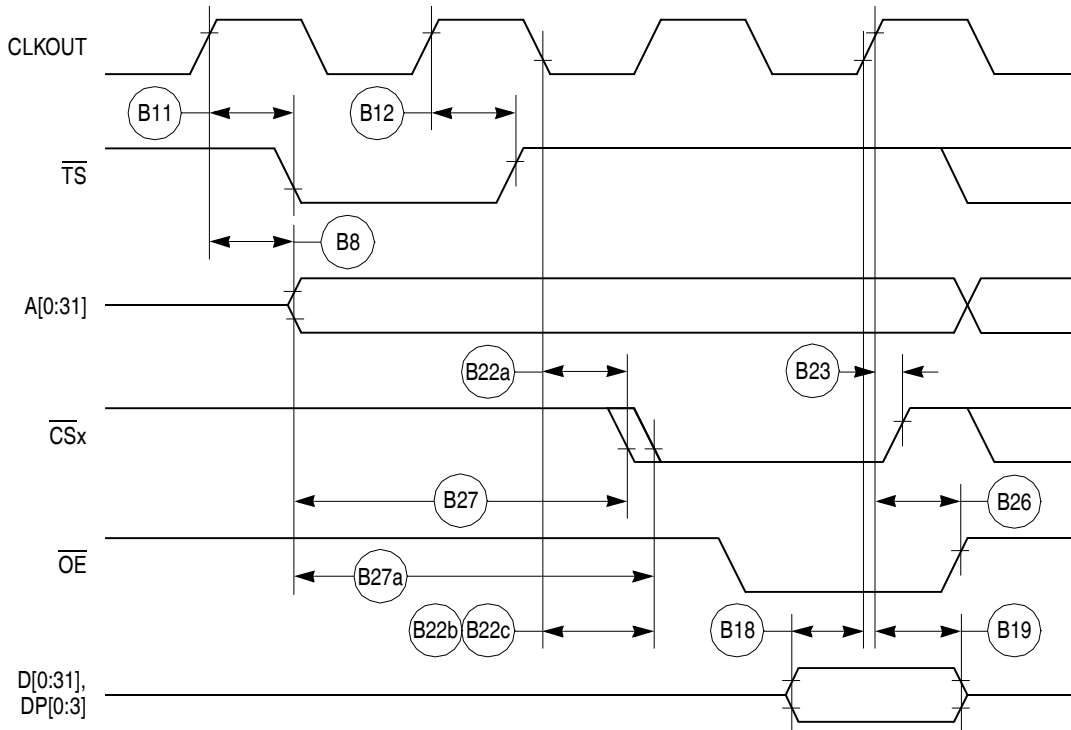 CLKOUT
B11
B12
TS
B8
A[0:31]
B22a
B23
CSx
B27
B26
OE
B27a
B22b
B22c
B18
B19
D[0:31],
DP[0:3]